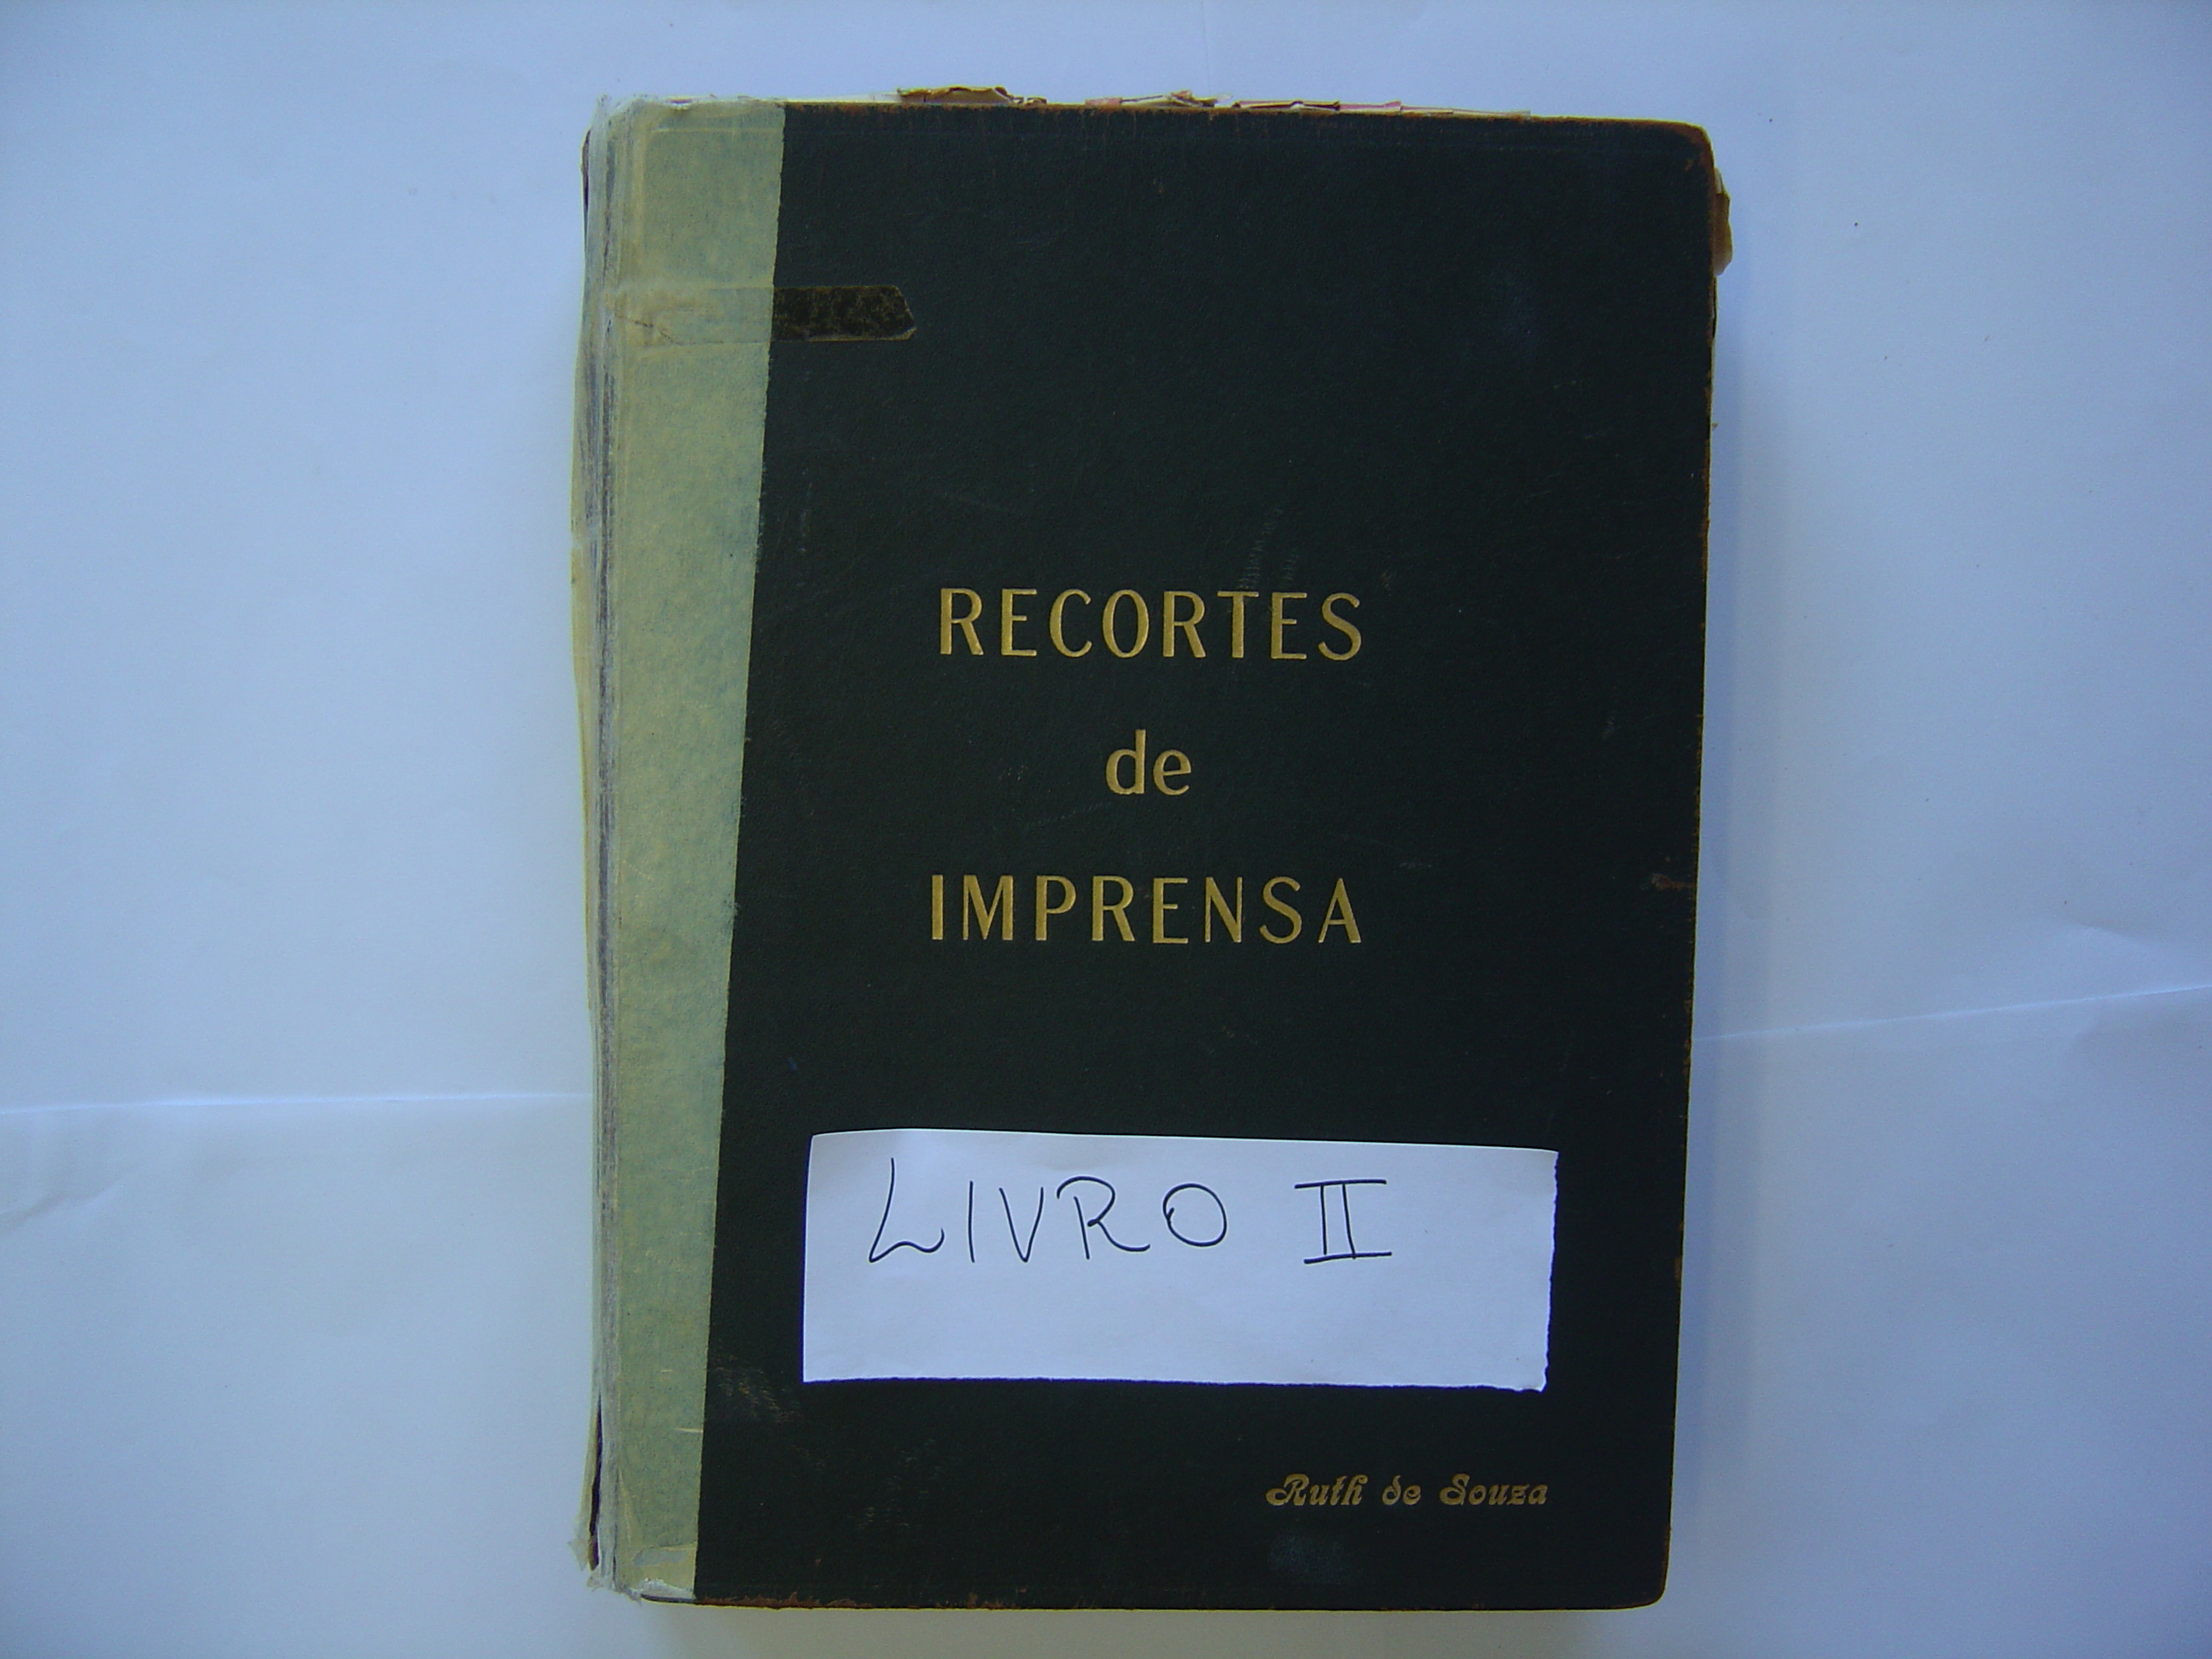 RECORTES
de
IMPRENSA
LIVRO II
Ruth de Souza